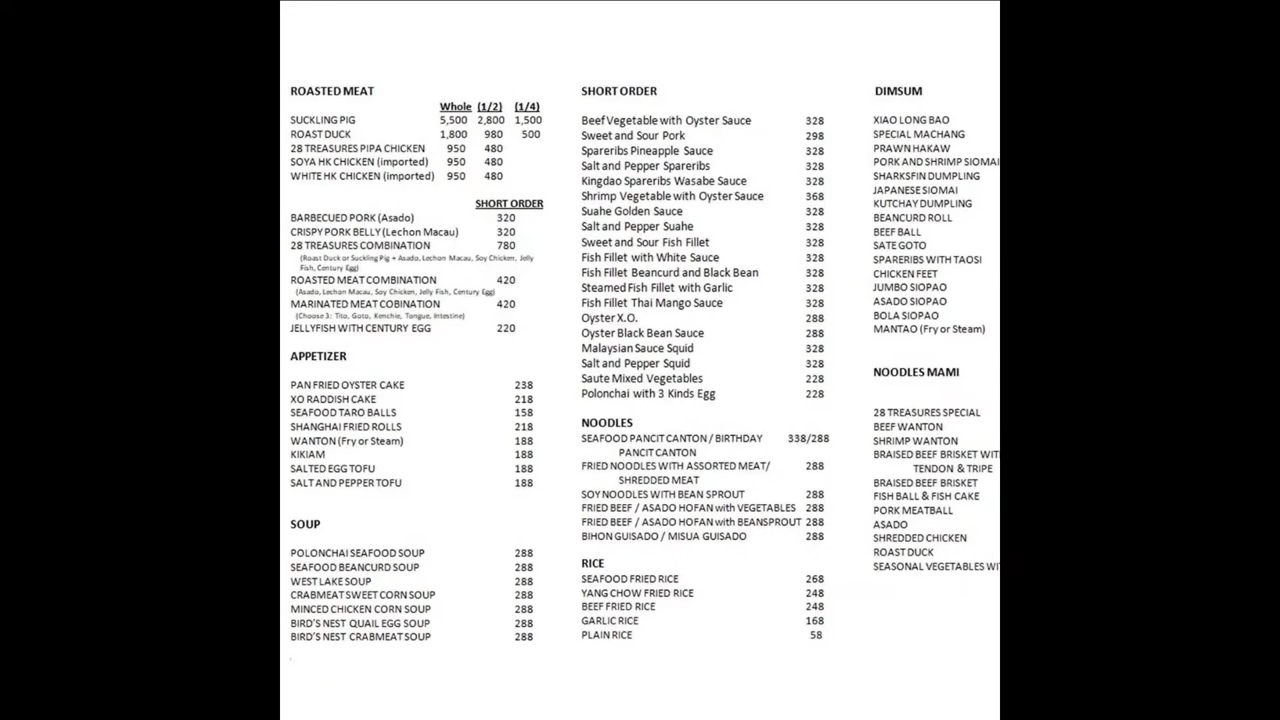 ROASTED MEAT
Whole (1/2) (1/4)
SUCKLING PIG 5,500 2,800 1,500
ROAST DUCK 1,800 980 500
28 TREASURES PIPA CHICKEN 950 480
SOYA HK CHICKEN (imported) 950 480
WHITE HK CHICKEN (imported) 950 480
SHORT ORDER
BARBECUED PORK (Asado) 320
CRISPY PORK BELLY (Lechon Macau) 320
28 TREASURES COMBINATION 780
(Roast Duck or Suckling Pig + Asado, Lechon Macau, Soy Chicken, Jelly
Fish, Century Egg)
ROASTED MEAT COMBINATION 420
(Asado, Lechon Macau, Soy Chicken, Jelly Fish, Century Egg)
MARINATED MEAT COBINATION 420
(Choose 3: Tito, Goto, Kenchie, Tongue, Intestine)
JELLYFISH WITH CENTURY EGG 220
APPETIZER
PAN FRIED OYSTER CAKE 238
XO RADDISH CAKE 218
SEAFOOD TARO BALLS 158
SHANGHAI FRIED ROLLS 218
WANTON (Fry or Steam) 188
KIKIAM 188
SALTED EGG TOFU 188
SALT AND PEPPER TOFU 188
SOUP
POLONCHAI SEAFOOD SOUP 288
SEAFOOD BEANCURD SOUP 288
WEST LAKE SOUP 288
CRABMEAT SWEET CORN SOUP 288
MINCED CHICKEN CORN SOUP 288
BIRD'S NEST QUAIL EGG SOUP 288
BIRD'S NEST CRABMEAT SOUP 288
SHORT ORDER
Beef Vegetable with Oyster Sauce 328
Sweet and Sour Pork 298
Spareribs Pineapple Sauce 328
Salt and Pepper Spareribs 328
Kingdao Spareribs Wasabe Sauce 328
Shrimp Vegetable with Oyster Sauce 368
Suahe Golden Sauce 328
Salt and Pepper Suahe 328
Sweet and Sour Fish Fillet 328
Fish Fillet with White Sauce 328
Fish Fillet Beancurd and Black Bean 328
Steamed Fish Fillet with Garlic 328
Fish Fillet Thai Mango Sauce 328
Oyster X.O. 288
Oyster Black Bean Sauce 288
Malaysian Sauce Squid 328
Salt and Pepper Squid 328
Saute Mixed Vegetables 228
Polonchai with 3 Kinds Egg 228
NOODLES
SEAFOOD PANCIT CANTON / BIRTHDAY 338/288
PANCIT CANTON
FRIED NOODLES WITH ASSORTED MEAT/ 288
SHREDDED MEAT
SOY NOODLES WITH BEAN SPROUT 288
FRIED BEEF / ASADO HOFAN with VEGETABLES 288
FRIED BEEF / ASADO HOFAN with BEANSPROUT 288
BIHON GUISADO / MISUA GUISADO 288
RICE
SEAFOOD FRIED RICE 268
YANG CHOW FRIED RICE 248
BEEF FRIED RICE 248
GARLIC RICE 168
PLAIN RICE 58
DIMSUM
XIAO LONG BAO
SPECIAL MACHANG
PRAWN HAKAW
PORK AND SHRIMP SIOMAI
SHARKSFIN DUMPLING
JAPANESE SIOMAI
KUTCHAY DUMPLING
BEANCURD ROLL
BEEF BALL
SATE GOTO
SPARERIBS WITH TAOSI
CHICKEN FEET
JUMBO SIOPAO
ASADO SIOPAO
BOLA SIOPAO
MANTAO (Fry or Steam)
NOODLES MAMI
28 TREASURES SPECIAL
BEEF WANTON
SHRIMP WANTON
BRAISED BEEF BRISKET WIT
TENDON & TRIPE
BRAISED BEEF BRISKET
FISH BALL & FISH CAKE
PORK MEATBALL
ASADO
SHREDDED CHICKEN
ROAST DUCK
SEASONAL VEGETABLES WI